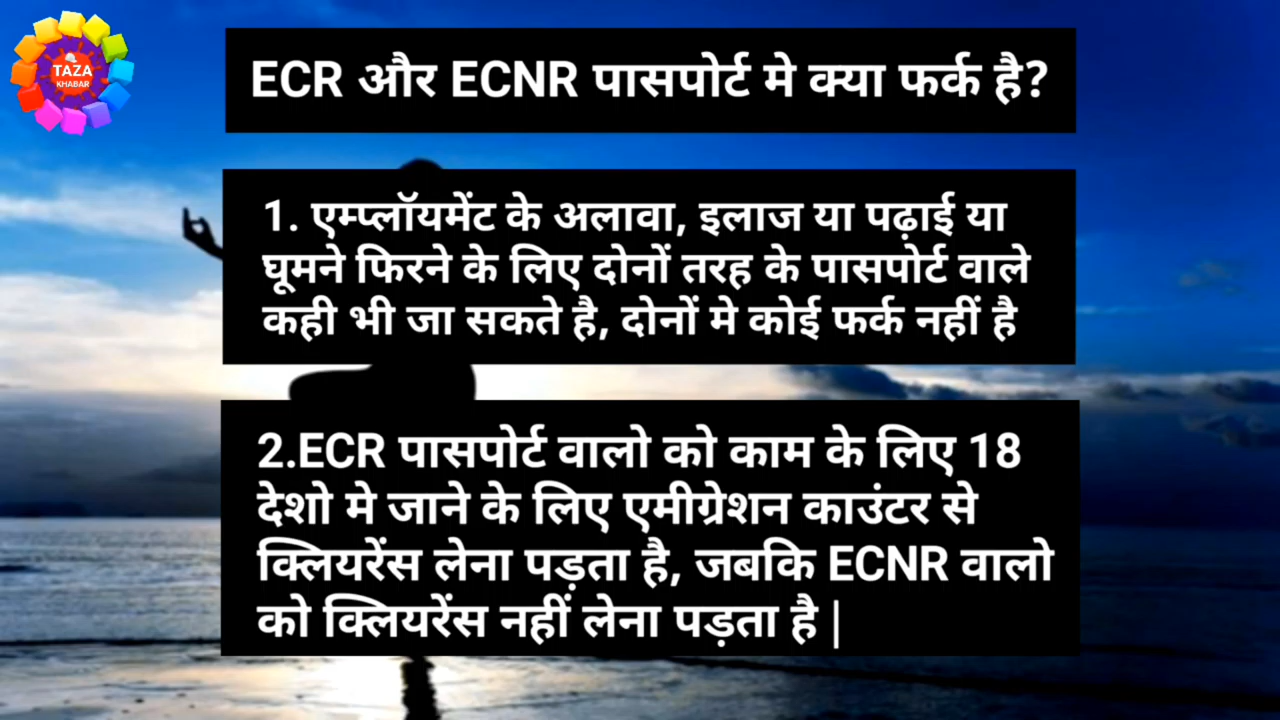 TAZA
KHABAR
ECR और ECNR पासपोर्ट मे क्या फर्क है?
1. एम्प्लॉयमेंट के अलावा, इलाज या पढ़ाई या
घूमने फिरने के लिए दोनों तरह के पासपोर्ट वाले
कही भी जा सकते है, दोनों मे कोई फर्क नहीं है
2.ECR पासपोर्ट वालो को काम के लिए 18
देशो मे जाने के लिए एमीग्रेशन काउंटर से
क्लियरेंस लेना पड़ता है, जबकि ECNR वालो
को क्लियरेंस नहीं लेना पड़ता है |